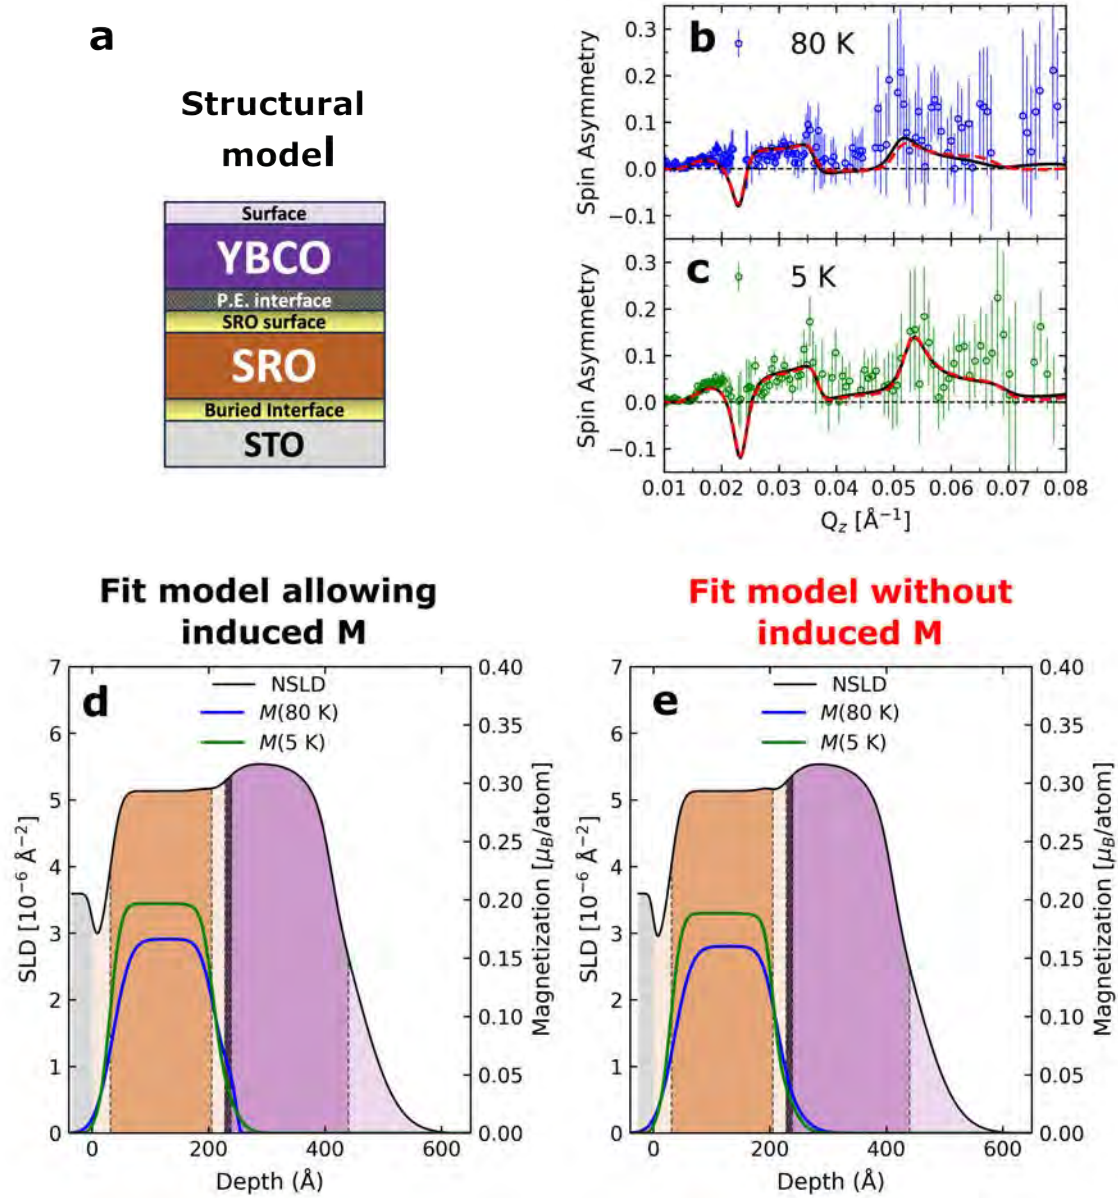 a
Structural
model
Surface
YBCO
P.E. interface
SRO surface
SRO
Buried Interface
STO
b
80 K
Spin Asymmetry
0.3
0.2
0.1
0.0
−0.1
c
5 K
Spin Asymmetry
0.3
0.2
0.1
0.0
−0.1
0.01 0.02 0.03 0.04 0.05 0.06 0.07 0.08
Q_z [Å⁻¹]
Fit model allowing
induced M
d
NSLD
M(80 K)
M(5 K)
SLD [10⁻⁶ Å⁻²]
7
6
5
4
3
2
1
0
0 200 400 600
Depth (Å)
0.40
0.35
0.30
0.25
0.20
0.15
0.10
0.05
0.00
Magnetization [μ_B/atom]
Fit model without
induced M
e
NSLD
M(80 K)
M(5 K)
SLD [10⁻⁶ Å⁻²]
7
6
5
4
3
2
1
0
0 200 400 600
Depth (Å)
0.40
0.35
0.30
0.25
0.20
0.15
0.10
0.05
0.00
Magnetization [μ_B/atom]